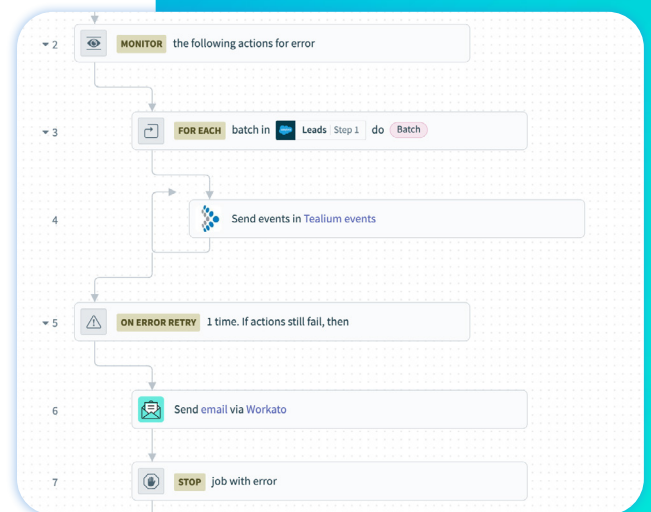 2 MONITOR the following actions for error
3 FOR EACH batch in Leads Step 1 do Batch
4 Send events in Tealium events
5 ON ERROR RETRY 1 time. If actions still fail, then
6 Send email via Workato
7 STOP job with error